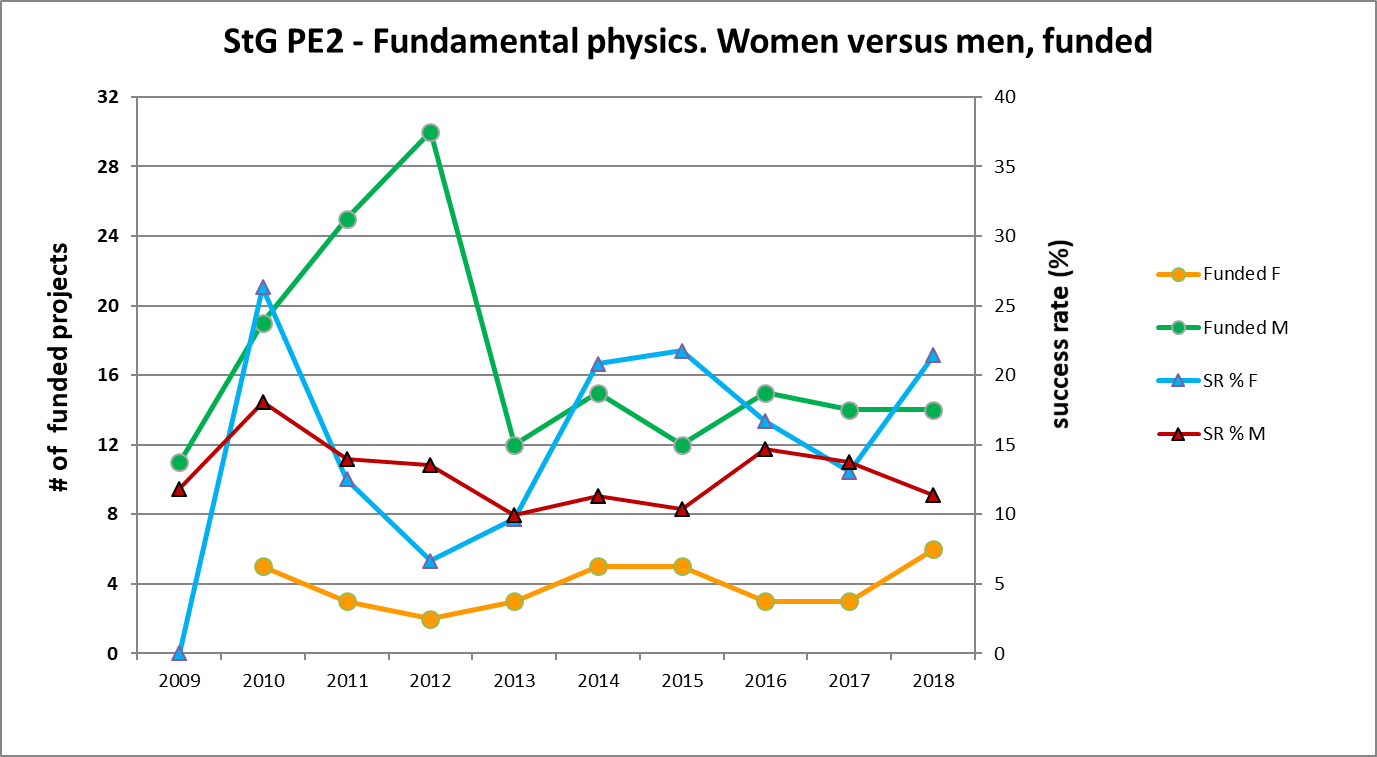 StG PE2 - Fundamental physics. Women versus men, funded
# of  funded projects
32
28
24
20
16
12
8
4
0
40
35
30
25
20
15
10
5
0
success rate (%)
2009 2010 2011 2012 2013 2014 2015 2016 2017 2018
Funded F
Funded M
SR % F
SR % M